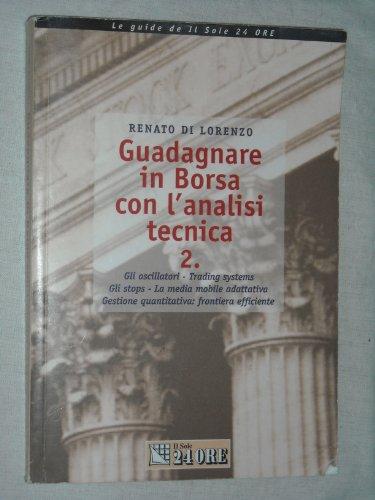 Le guide de Il Sole 24 ORE
RENATO DI LORENZO
Guadagnare
in Borsa
con l'analisi
tecnica
2.
Gli oscillatori - Trading systems
Gli stops - La media mobile adattativa
Gestione quantitativa: frontiera efficiente
Il Sole
24 ORE